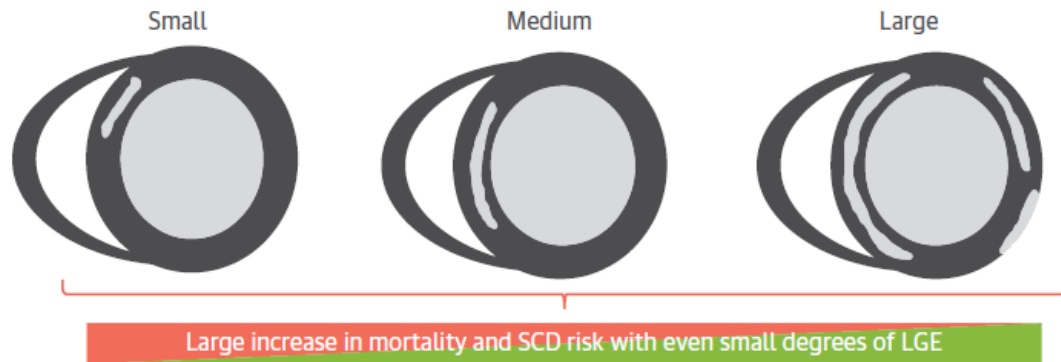 Small Medium Large
Large increase in mortality and SCD risk with even small degrees of LGE